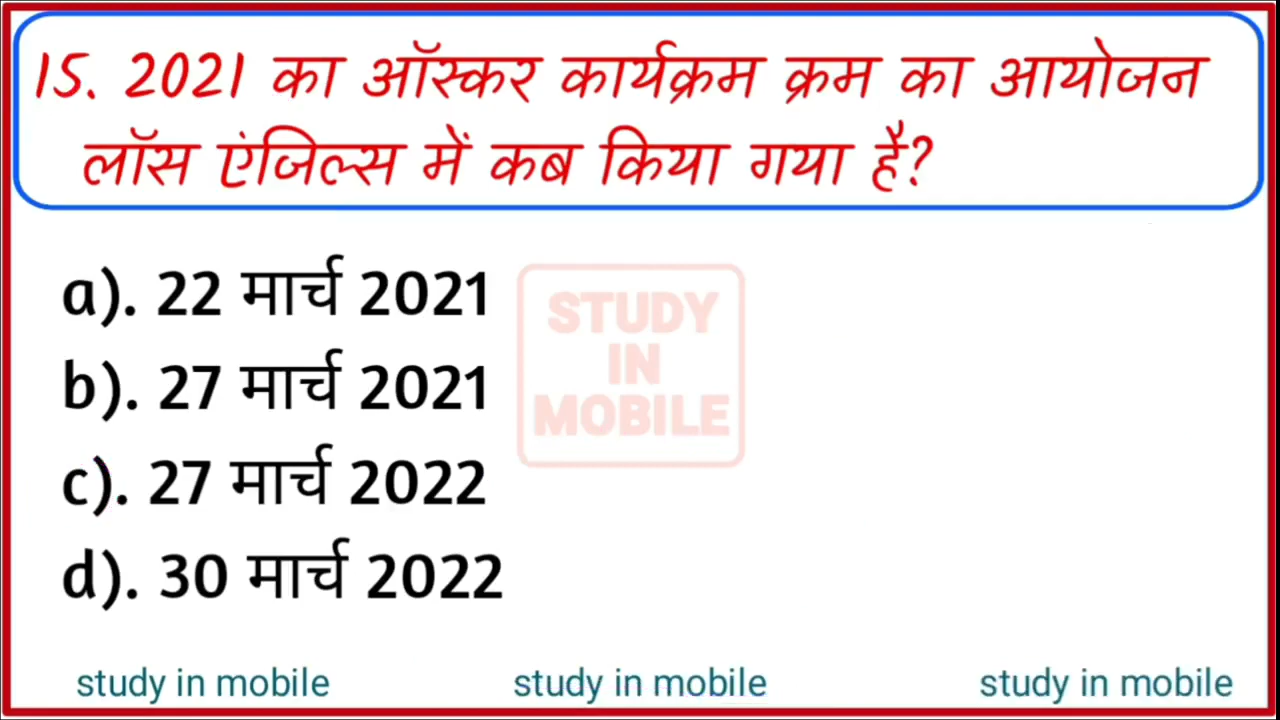 15. 2021 का ऑस्कर कार्यक्रम क्रम का आयोजन
लॉस एंजिल्स में कब किया गया है?
a). 22 मार्च 2021
b). 27 मार्च 2021
c). 27 मार्च 2022
d). 30 मार्च 2022
STUDY
IN
MOBILE
study in mobile study in mobile study in mobile